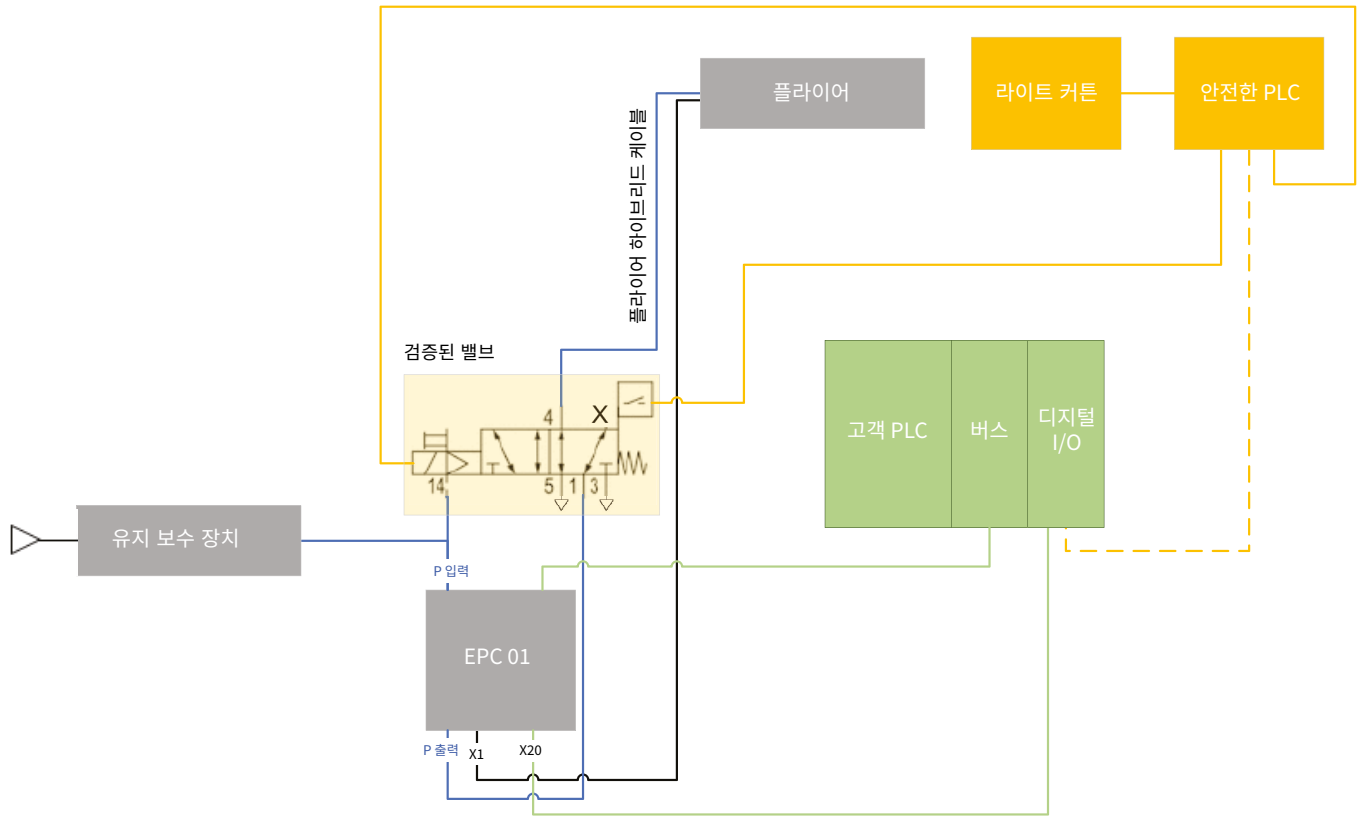 플라이어
라이트 커튼
안전한 PLC
플라이어 하이브리드 케이블
검증된 밸브
4
X
14
5
1
3
고객 PLC
버스
디지털
I/O
유지 보수 장치
P 입력
EPC 01
P 출력
X1
X20